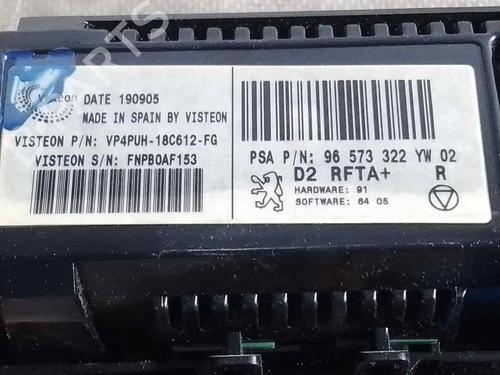 DATE 190905
MADE IN SPAIN BY VISTEON
VISTEON P/N: VP4PUH-18C612-FG
VISTEON S/N: FNPBOAF153
PSA P/N: 96 573 322 YW 02
D2 RFTA+ R
HARDWARE: 91
SOFTWARE: 64 05